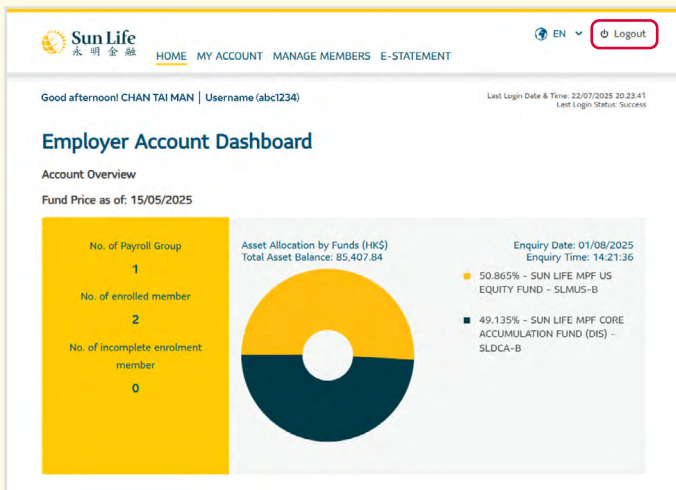 Sun Life
永明金融
HOME MY ACCOUNT MANAGE MEMBERS E-STATEMENT
EN
Logout
Good afternoon! CHAN TAI MAN | Username (abc1234)
Last Login Date & Time: 22/07/2025 20:23:41
Last Login Status: Success
Employer Account Dashboard
Account Overview
Fund Price as of: 15/05/2025
No. of Payroll Group
1
No. of enrolled member
2
No. of incomplete enrolment
member
0
Asset Allocation by Funds (HK$)
Total Asset Balance: 85,407.84
Enquiry Date: 01/08/2025
Enquiry Time: 14:21:36
50.865% - SUN LIFE MPF US
EQUITY FUND - SLMUS-B
49.135% - SUN LIFE MPF CORE
ACCUMULATION FUND (DIS) -
SLDCA-B